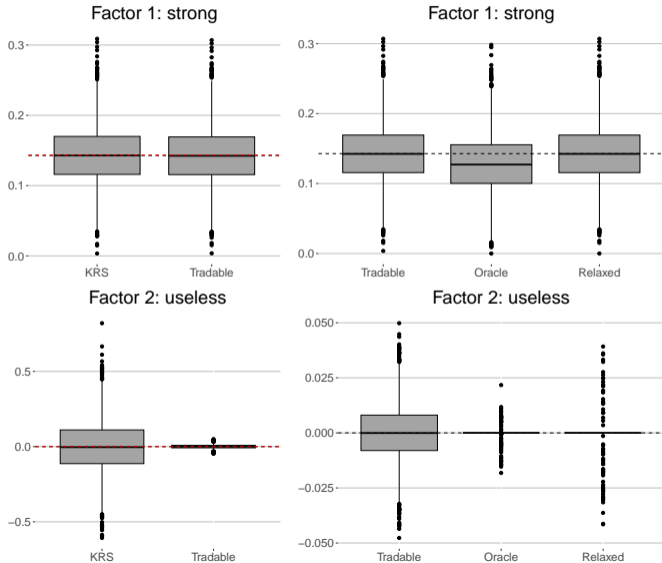 Factor 1: strong
0.3
0.2
0.1
0.0
KRS Tradable
Factor 1: strong
0.3
0.2
0.1
0.0
Tradable Oracle Relaxed
Factor 2: useless
0.5
0.0
−0.5
KRS Tradable
Factor 2: useless
0.050
0.025
0.000
−0.025
−0.050
Tradable Oracle Relaxed